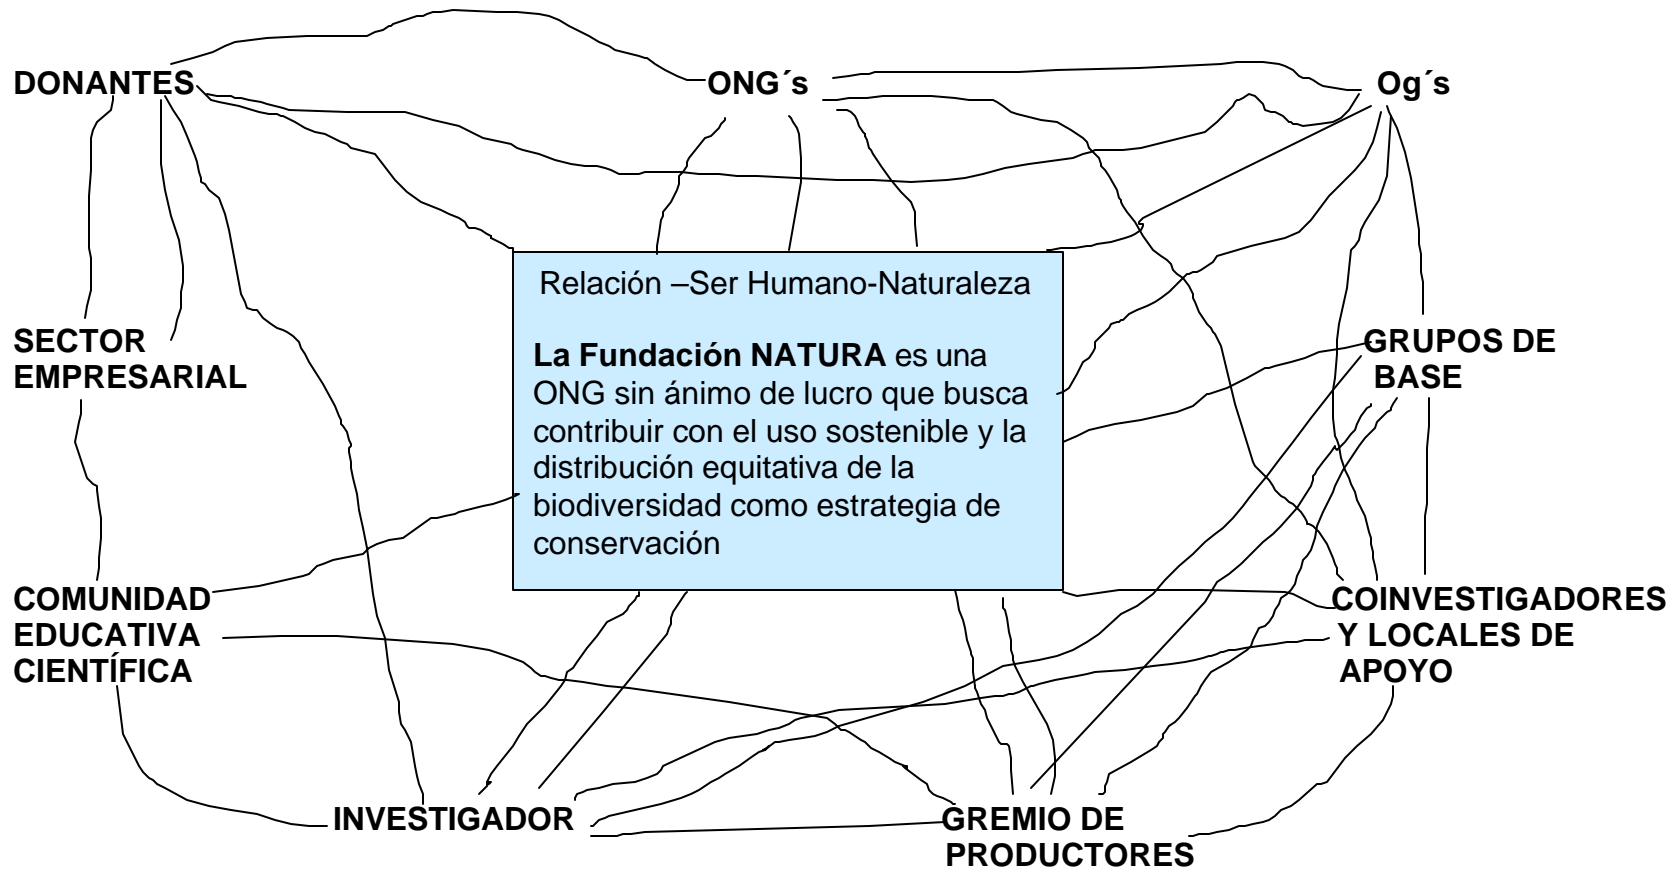 DONANTES
ONG´s
Og´s
Relación –Ser Humano-Naturaleza
La Fundación NATURA es una
ONG sin ánimo de lucro que busca
contribuir con el uso sostenible y la
distribución equitativa de la
biodiversidad como estrategia de
conservación
SECTOR
EMPRESARIAL
GRUPOS DE
BASE
COMUNIDAD
EDUCATIVA
CIENTÍFICA
COINVESTIGADORES
Y LOCALES DE
APOYO
INVESTIGADOR
GREMIO DE
PRODUCTORES